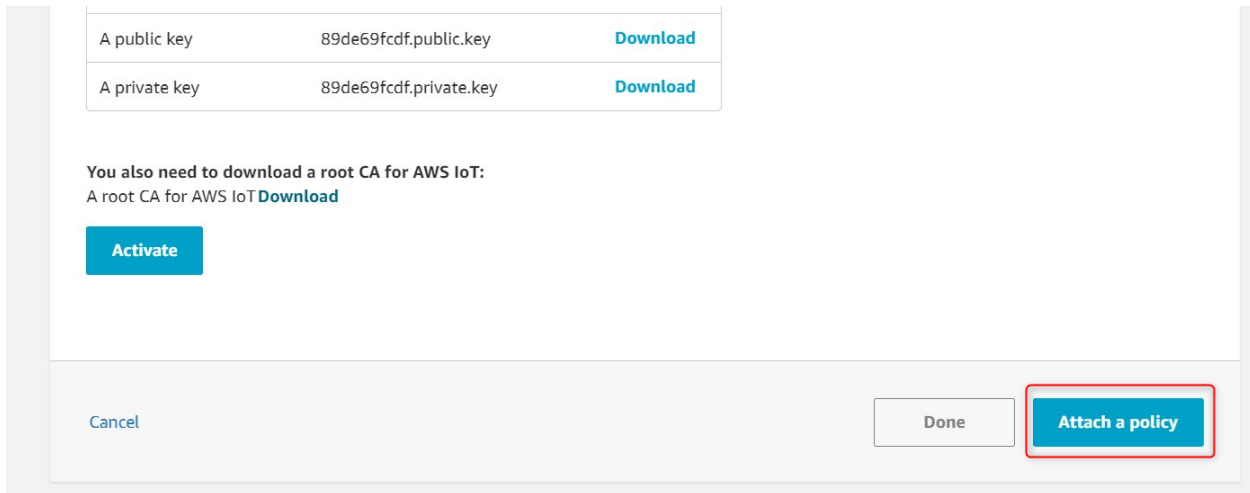 A public key 89de69fcdf.public.key Download
A private key 89de69fcdf.private.key Download
You also need to download a root CA for AWS IoT:
A root CA for AWS IoT Download
Activate
Cancel Done Attach a policy